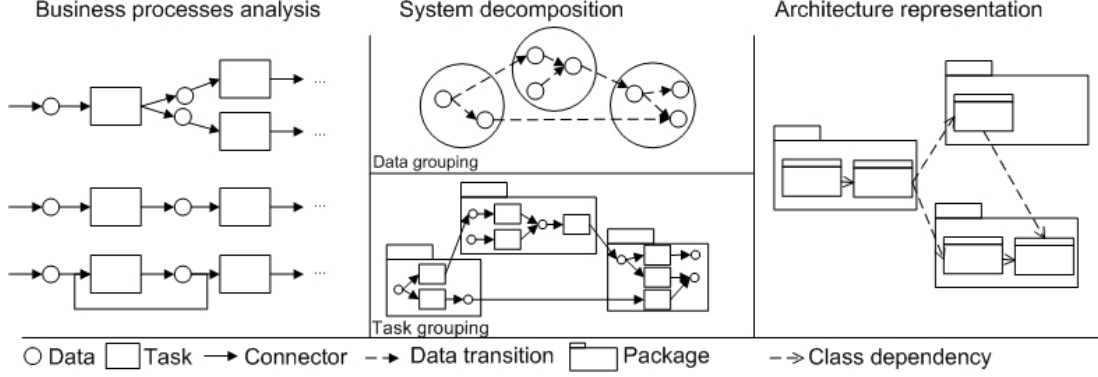 Business processes analysis
System decomposition
Architecture representation
...
...
...
...
Data grouping
Task grouping
Data
Task
Connector
Data transition
Package
Class dependency